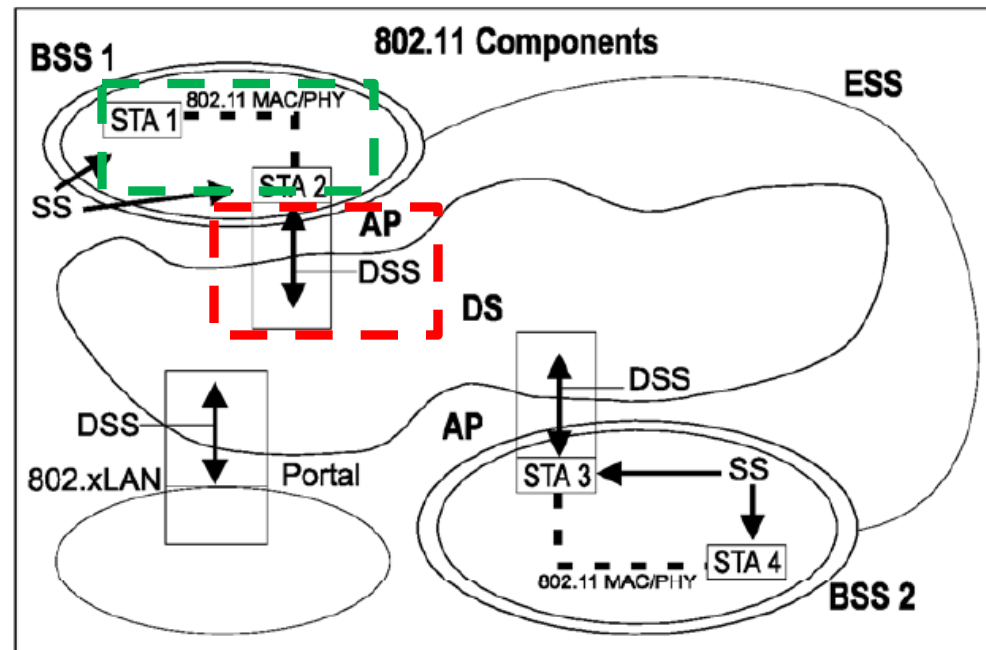 802.11 Components
BSS 1
ESS
802.11 MAC/PHY
STA 1
STA 2
SS
AP
DSS
DS
DSS
DSS
AP
802.xLAN
Portal
STA 3
SS
STA 4
802.11 MAC/PHY
BSS 2